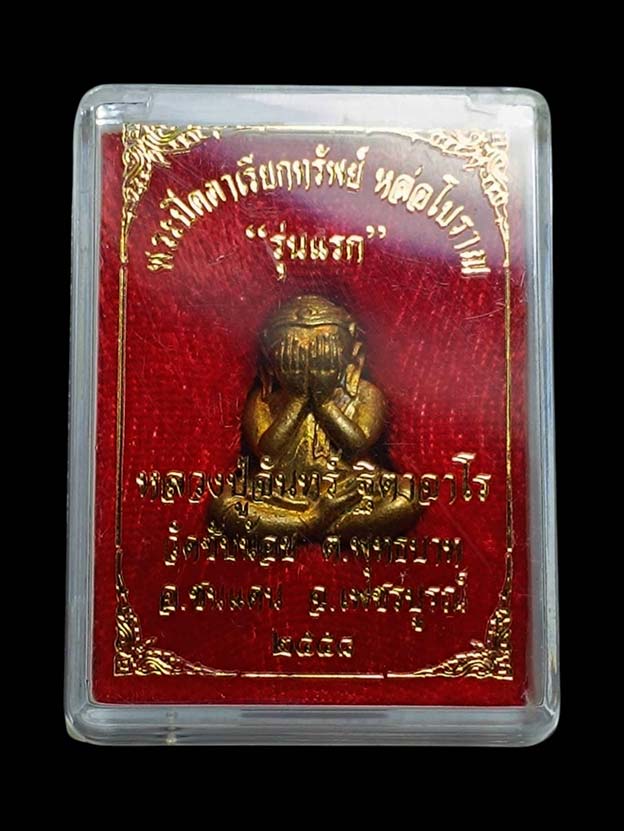 พระปิดตาเรียกทรัพย์ หล่อโบราณ
“รุ่นแรก”
หลวงปู่อันทร์ ฐิตาจาโร
วัดซับน้อย ต.พุทธบาท
อ.ชนแดน จ.เพชรบูรณ์